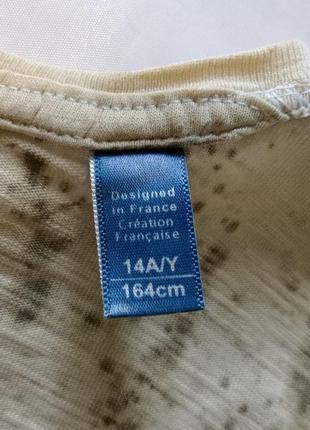 Designed
in France
Création
Française
14A/Y
164cm